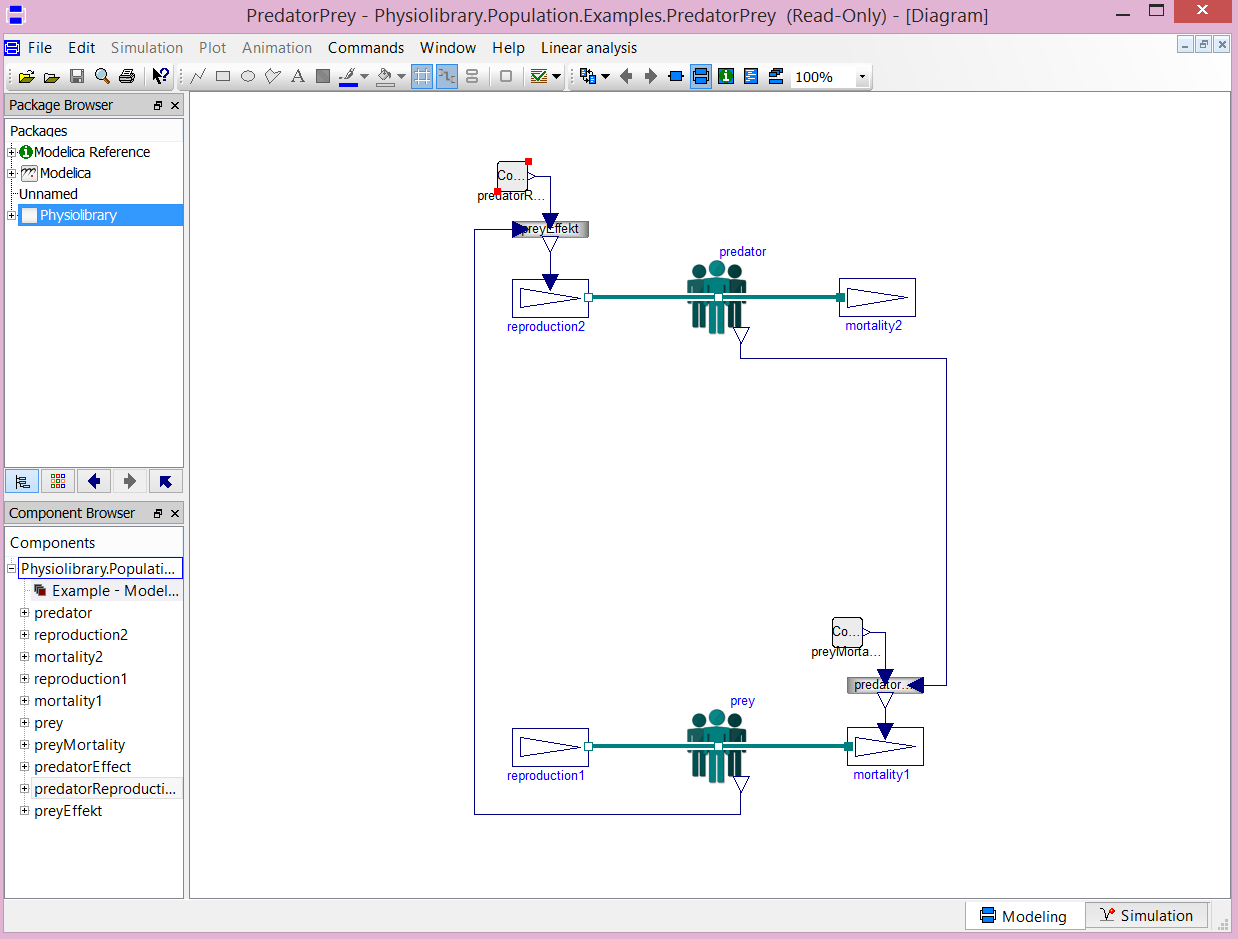 PredatorPrey - Physiolibrary.Population.Examples.PredatorPrey (Read-Only) - [Diagram]
File Edit Simulation Plot Animation Commands Window Help Linear analysis
100%
Package Browser
Packages
Modelica Reference
Modelica
Unnamed
Physiolibrary
Component Browser
Components
Physiolibrary.Populati...
Example - Model...
predator
reproduction2
mortality2
reproduction1
mortality1
prey
preyMortality
predatorEffect
predatorReproducti...
preyEffekt
Co...
predatorR...
preyEffekt
predator
reproduction2
mortality2
Co...
preyMorta...
predator...
prey
reproduction1
mortality1
Modeling
Simulation